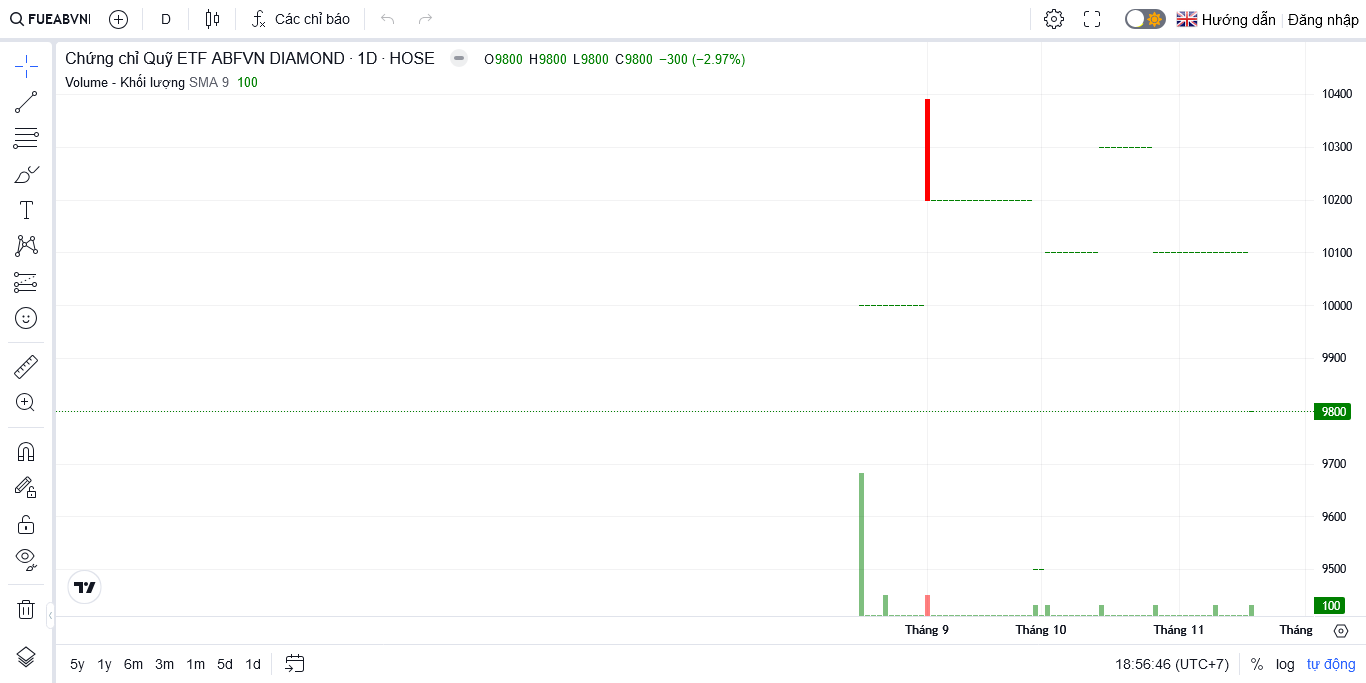 FUEABVNI D Các chỉ báo Hướng dẫn Đăng nhập
Chứng chỉ Quỹ ETF ABFVN DIAMOND · 1D · HOSE O9800 H9800 L9800 C9800 −300 (−2.97%)
Volume - Khối lượng SMA 9 100
10400
10300
10200
10100
10000
9900
9800
9700
9600
9500
100
Tháng 9 Tháng 10 Tháng 11 Tháng
5y 1y 6m 3m 1m 5d 1d 18:56:46 (UTC+7) % log tự động